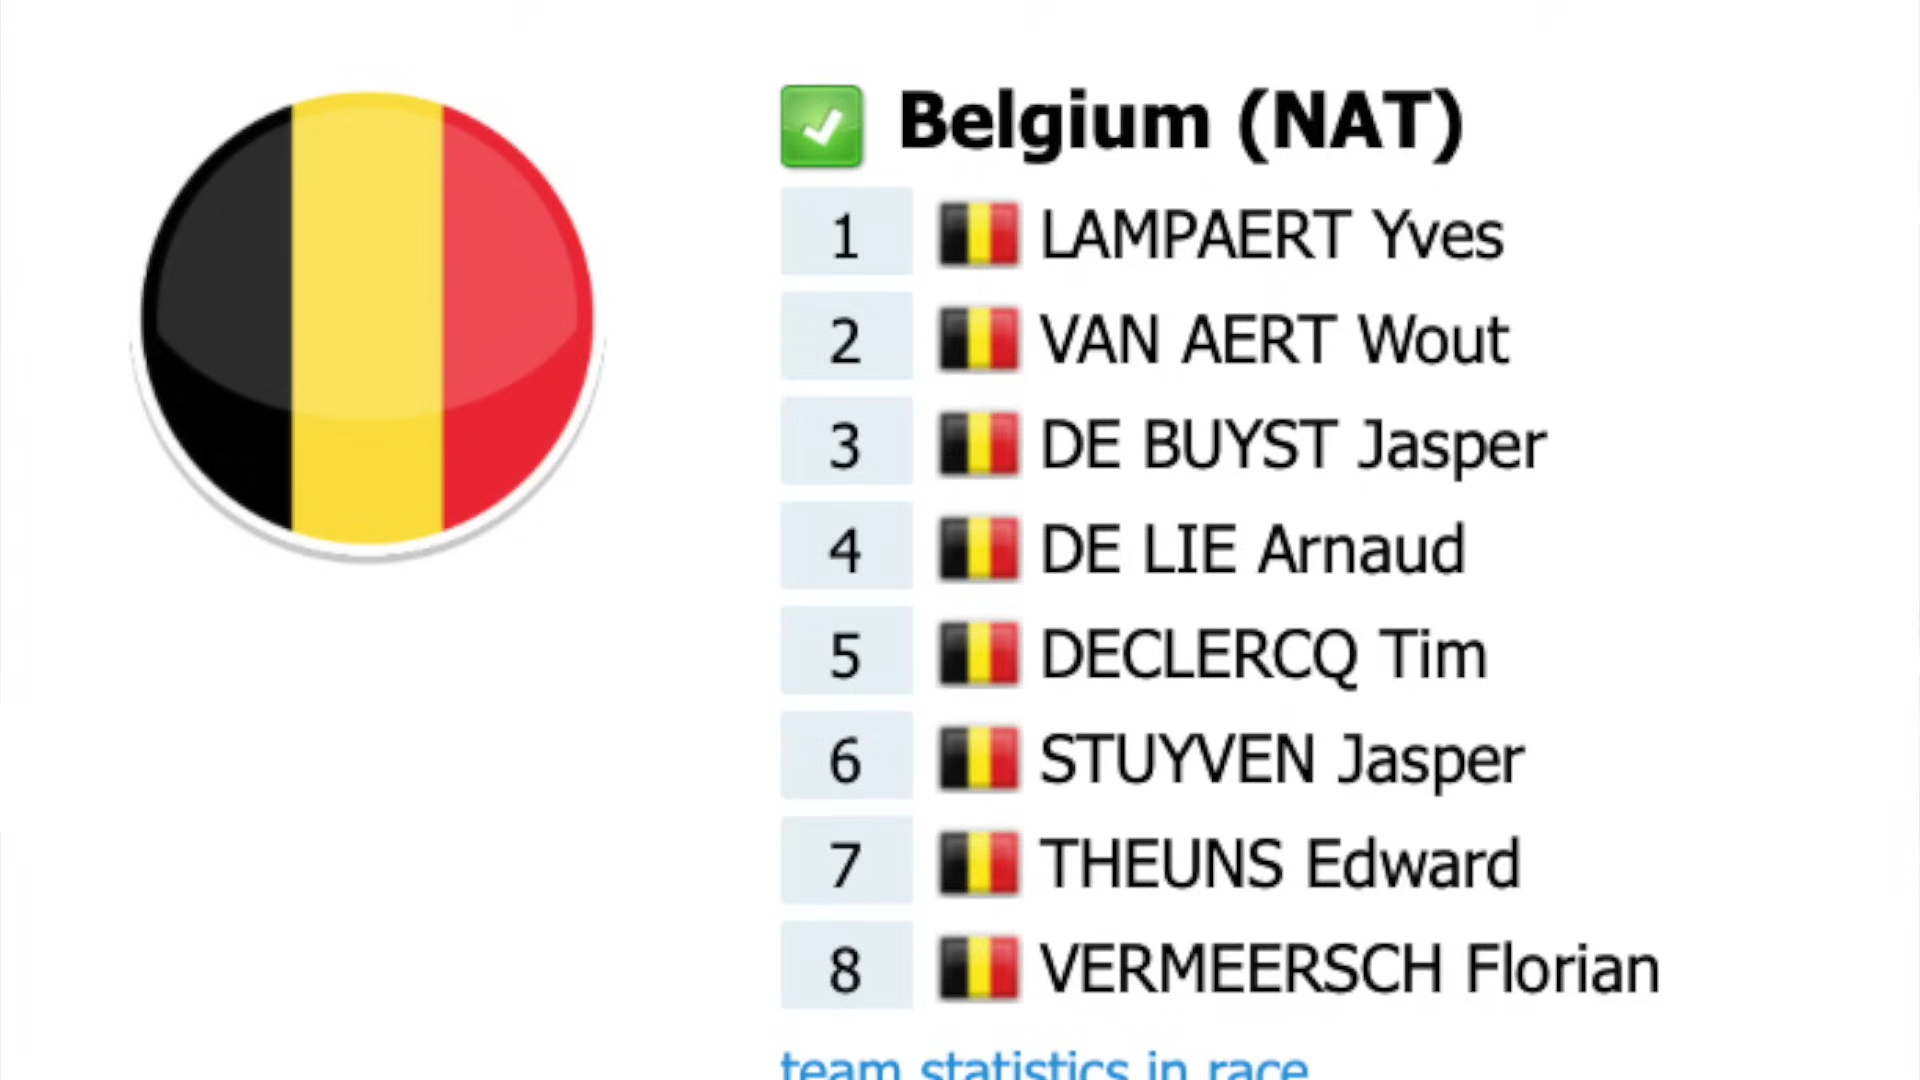 Belgium (NAT)
1 LAMPAERT Yves
2 VAN AERT Wout
3 DE BUYST Jasper
4 DE LIE Arnaud
5 DECLERCQ Tim
6 STUYVEN Jasper
7 THEUNS Edward
8 VERMEERSCH Florian
team statistics in race